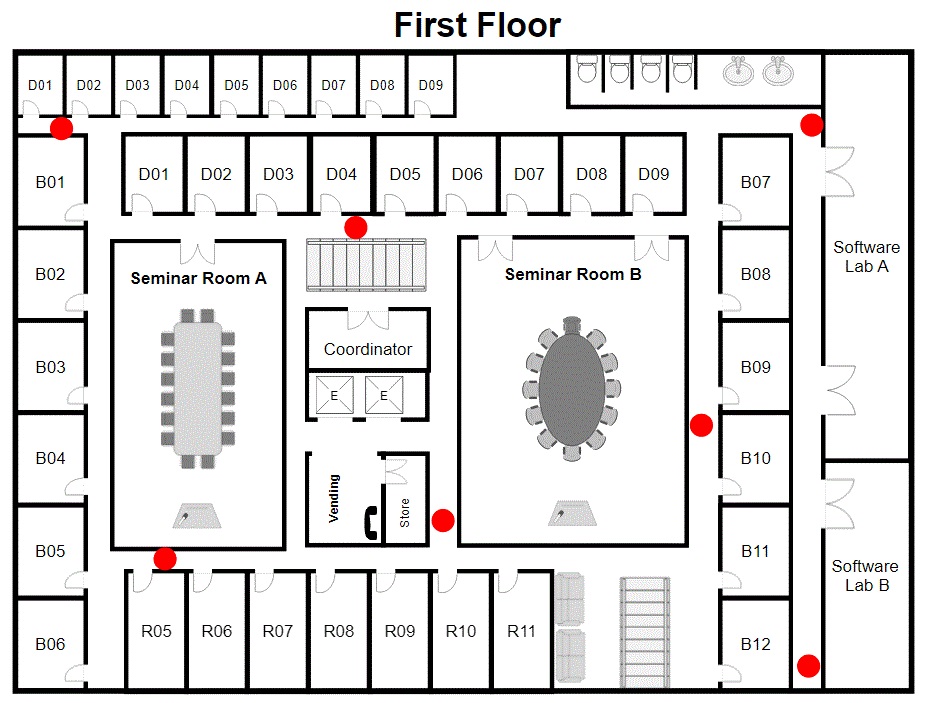 First Floor
D01 D02 D03 D04 D05 D06 D07 D08 D09
B01
D01 D02 D03 D04 D05 D06 D07 D08 D09
B07
B02
Seminar Room A
Seminar Room B
B08
Software
Lab A
B03
Coordinator
B09
E E
B04
B10
Vending
Store
B05
B11
Software
Lab B
B06
R05 R06 R07 R08 R09 R10 R11
B12